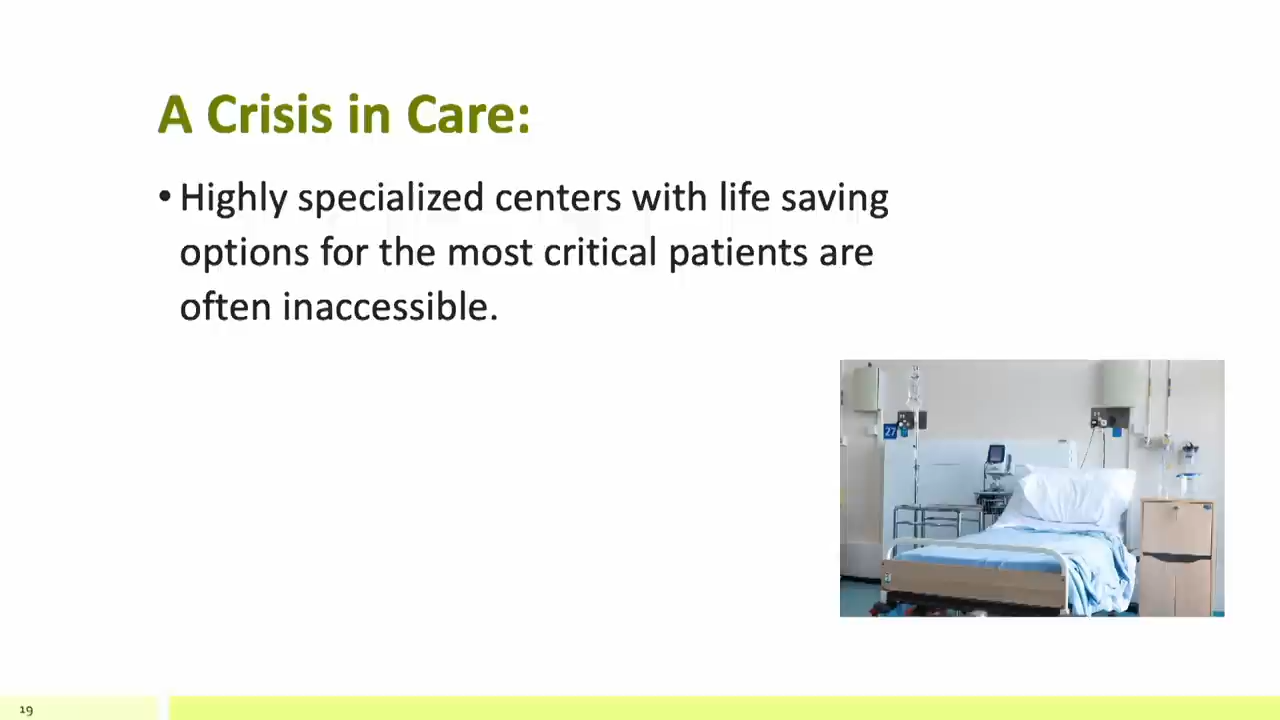 A Crisis in Care:
• Highly specialized centers with life saving
options for the most critical patients are
often inaccessible.
27
19